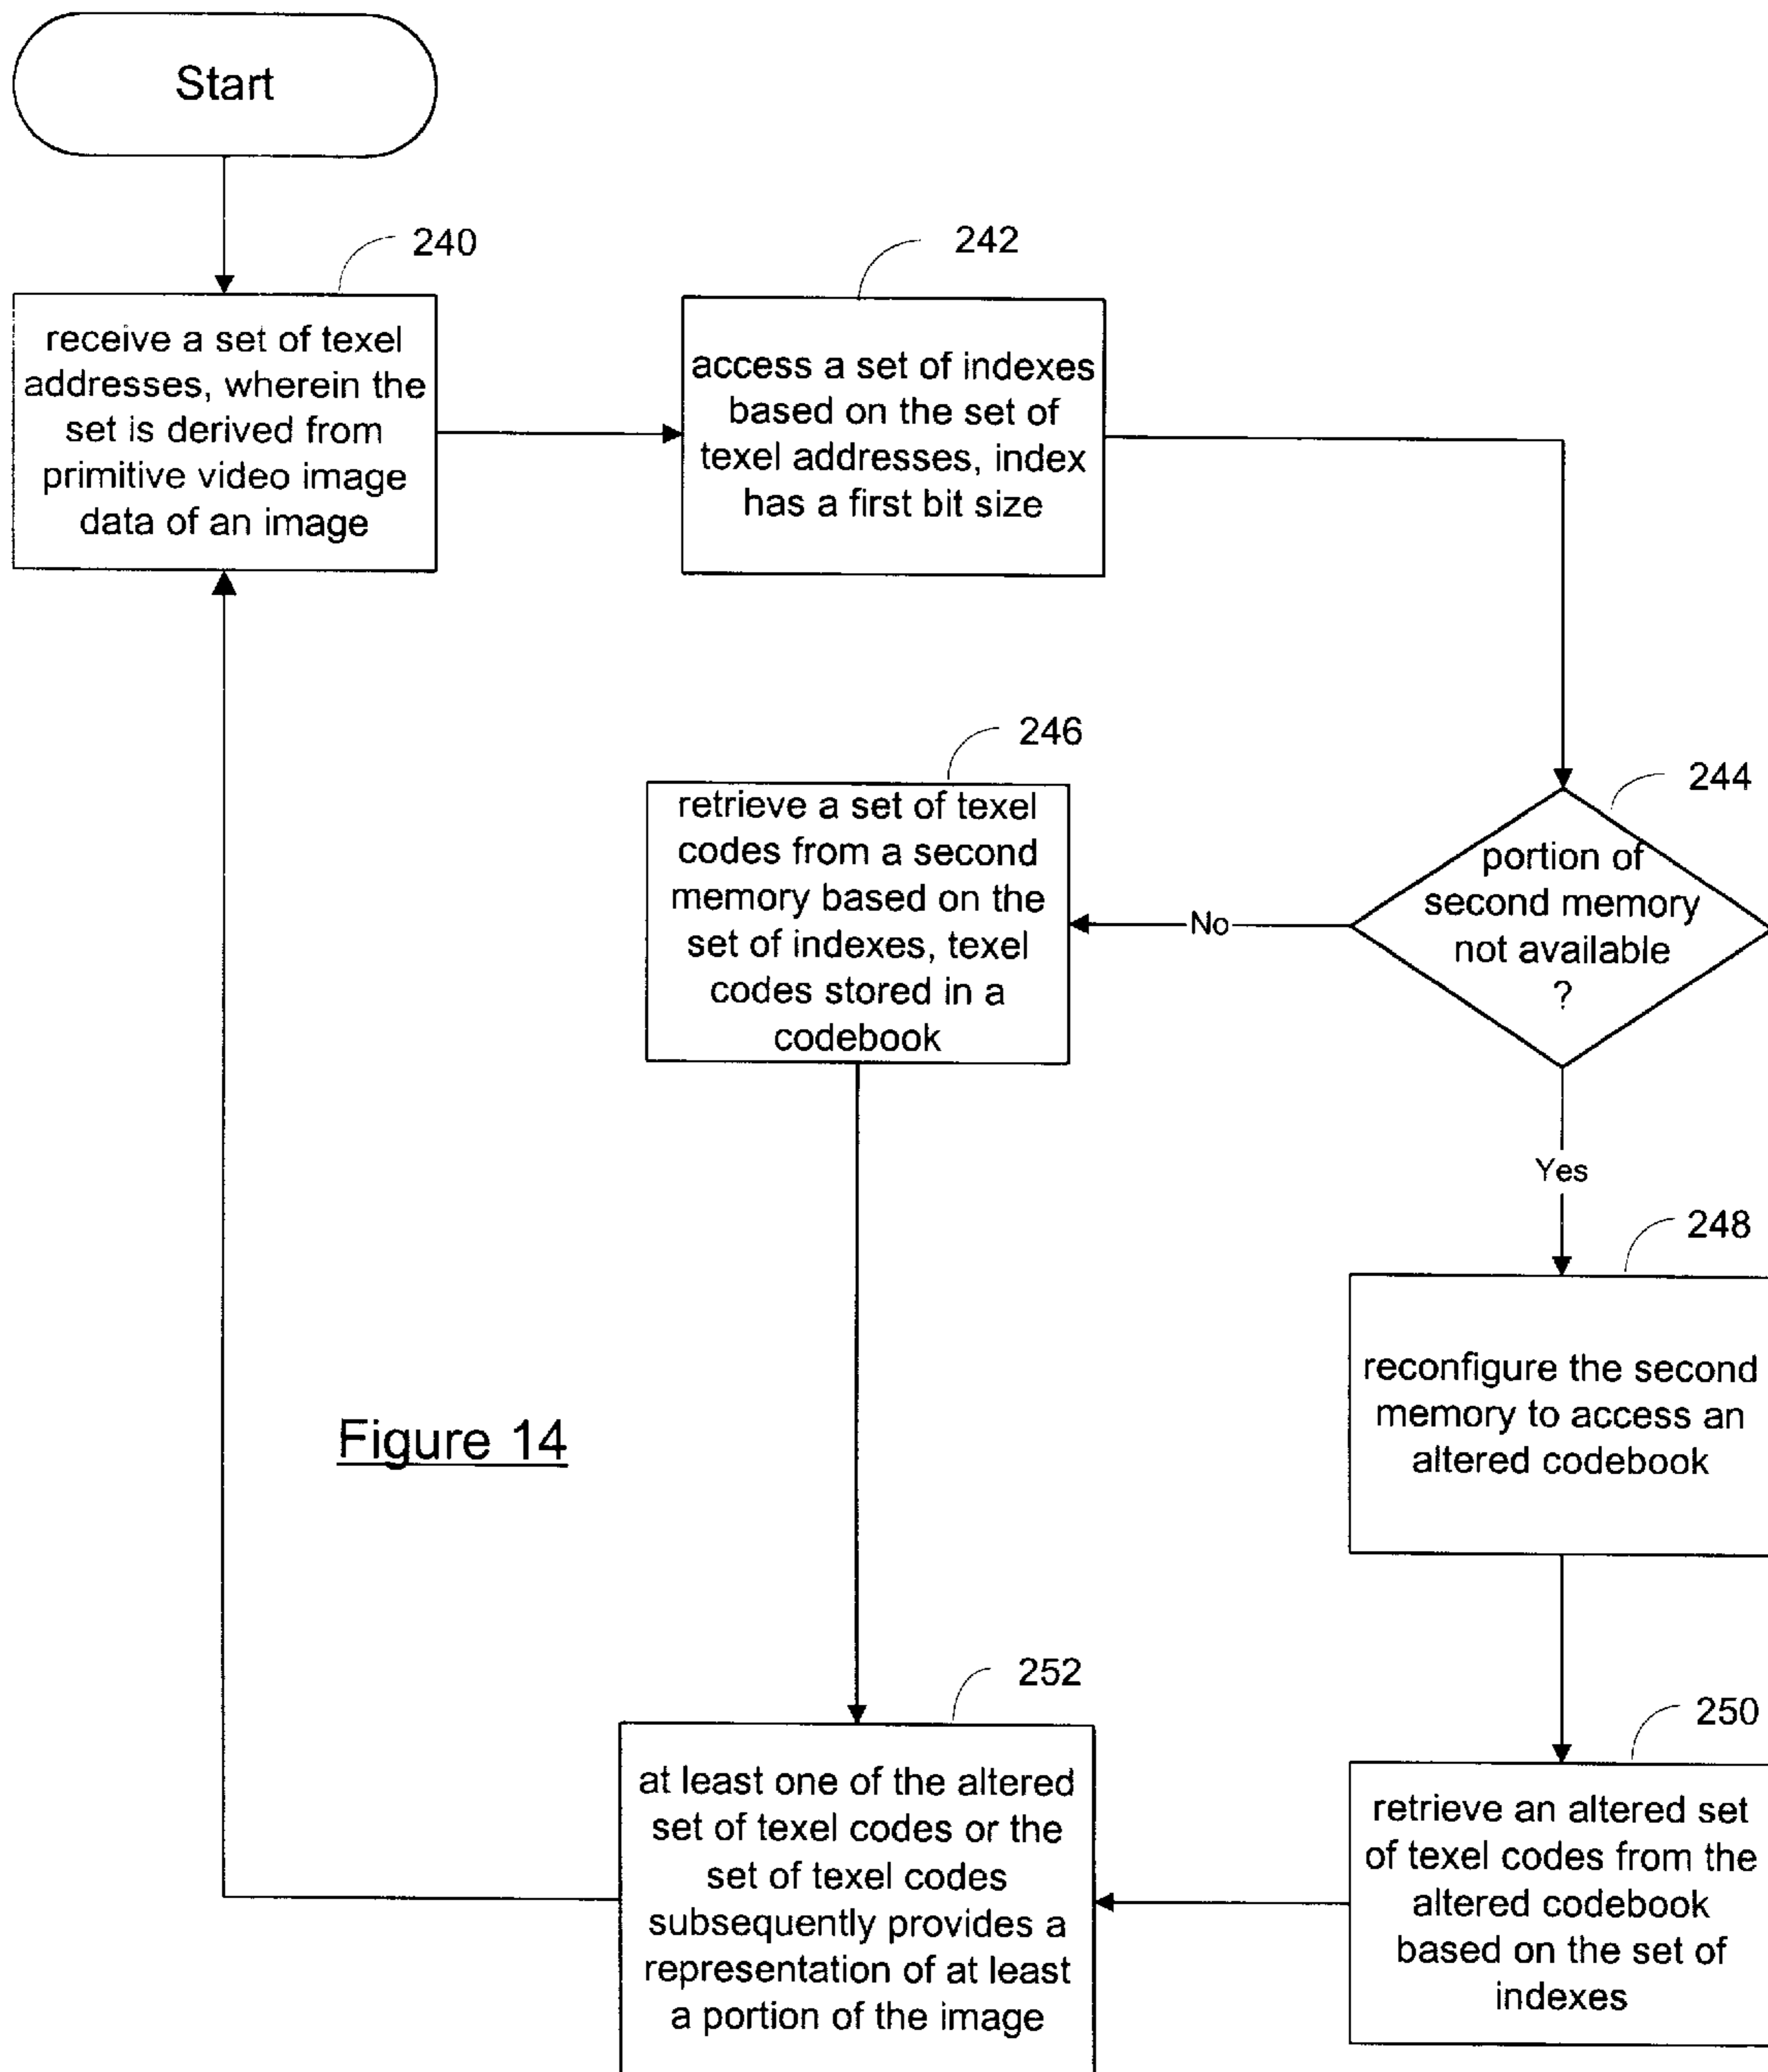 Start
240
receive a set of texel
addresses, wherein the
set is derived from
primitive video image
data of an image
242
access a set of indexes
based on the set of
texel addresses, index
has a first bit size
244
portion of
second memory
not available
?
No
246
retrieve a set of texel
codes from a second
memory based on the
set of indexes, texel
codes stored in a
codebook
Yes
248
reconfigure the second
memory to access an
altered codebook
250
retrieve an altered set
of texel codes from the
altered codebook
based on the set of
indexes
252
at least one of the altered
set of texel codes or the
set of texel codes
subsequently provides a
representation of at least
a portion of the image
Figure 14